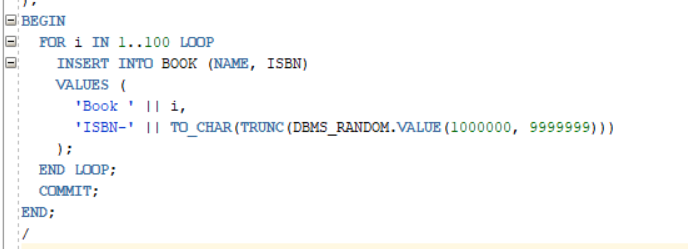 );
BEGIN
FOR i IN 1..100 LOOP
INSERT INTO BOOK (NAME, ISBN)
VALUES (
'Book ' || i,
'ISBN-' || TO_CHAR(TRUNC(DBMS_RANDOM.VALUE(1000000, 9999999)))
);
END LOOP;
COMMIT;
END;
/